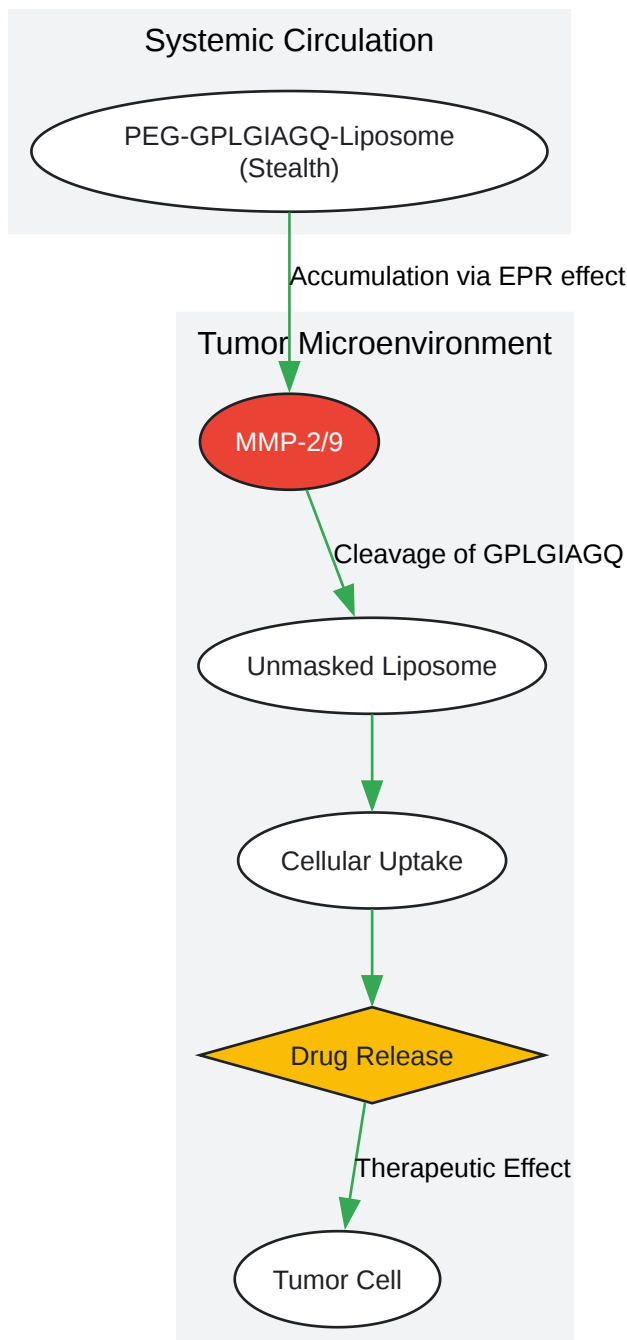 Systemic Circulation
PEG-GPLGIAGQ-Liposome
(Stealth)
Accumulation via EPR effect
Tumor Microenvironment
MMP-2/9
Cleavage of GPLGIAGQ
Unmasked Liposome
Cellular Uptake
Drug Release
Therapeutic Effect
Tumor Cell